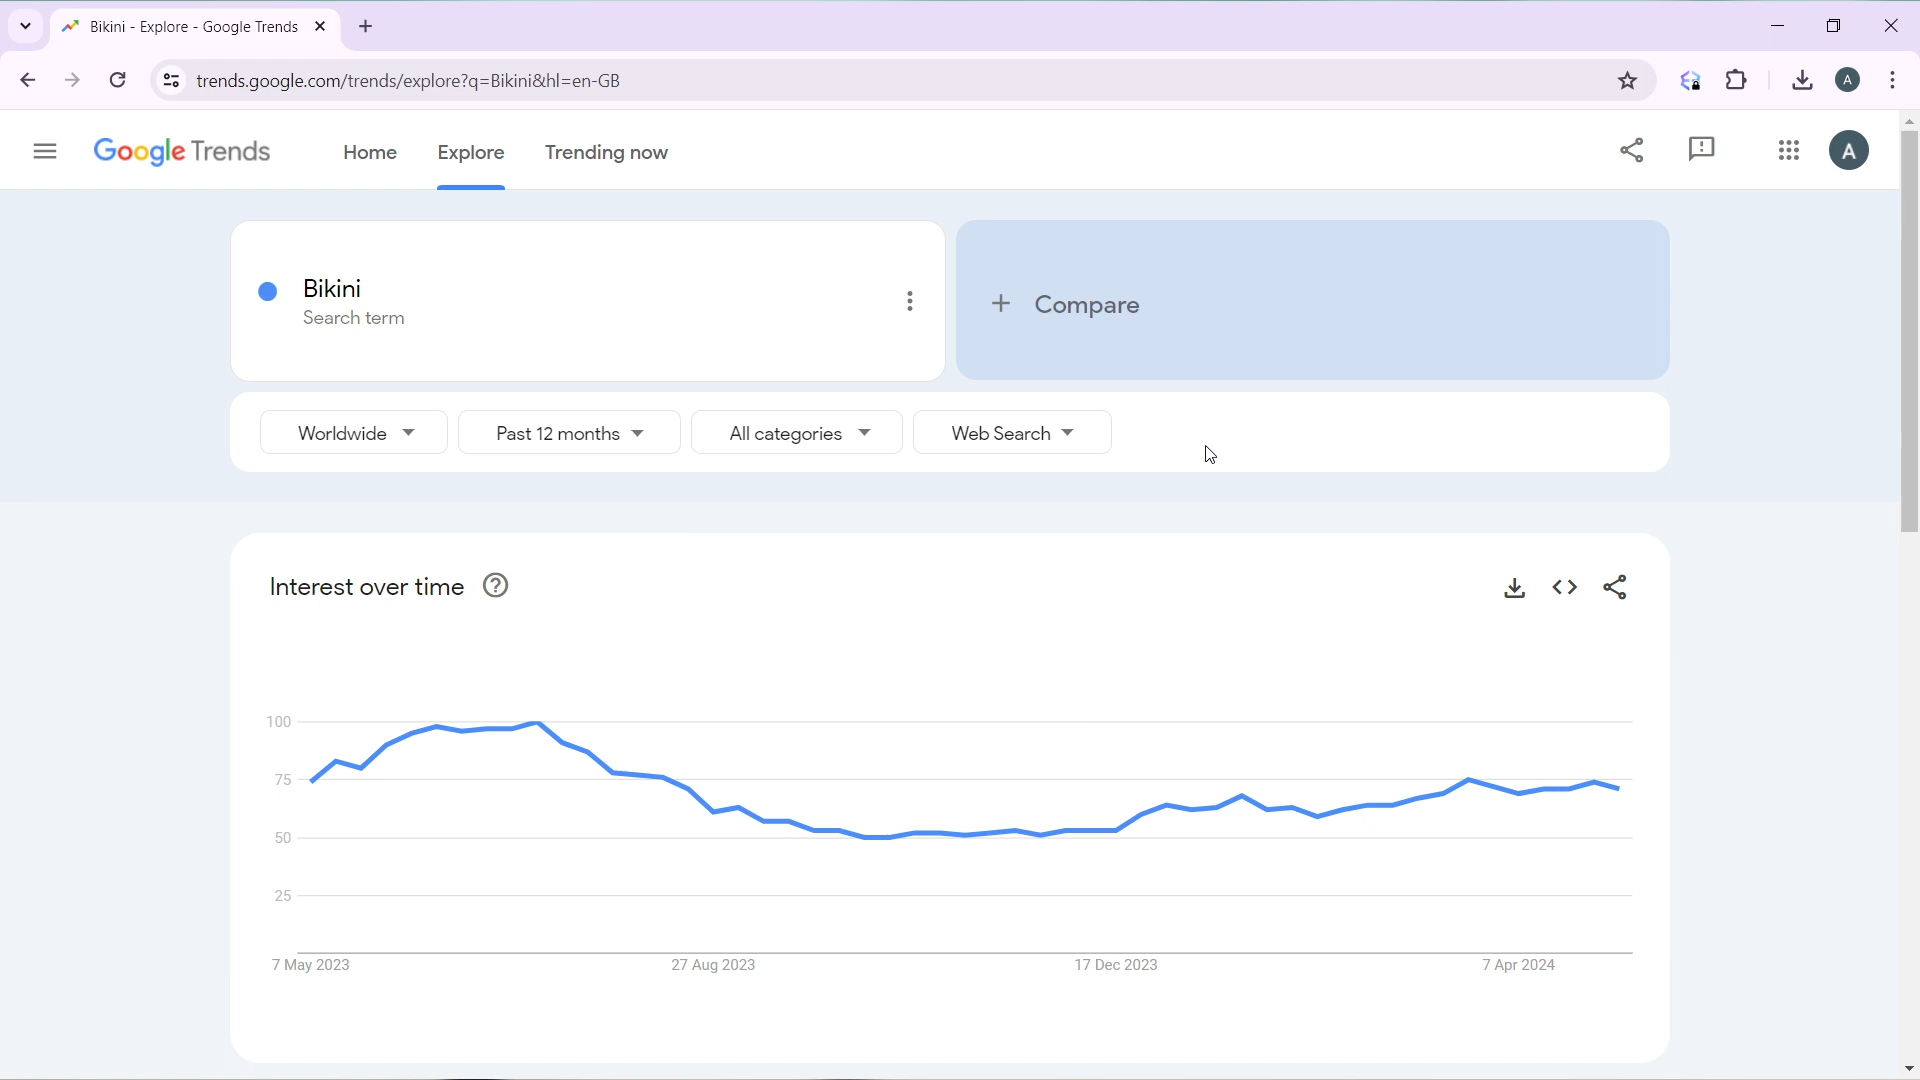 Bikini - Explore - Google Trends
trends.google.com/trends/explore?q=Bikini&hl=en-GB
A
Google Trends
Home
Explore
Trending now
A
Bikini
Search term
+ Compare
Worldwide
Past 12 months
All categories
Web Search
Interest over time
100
75
50
25
7 May 2023
27 Aug 2023
17 Dec 2023
7 Apr 2024